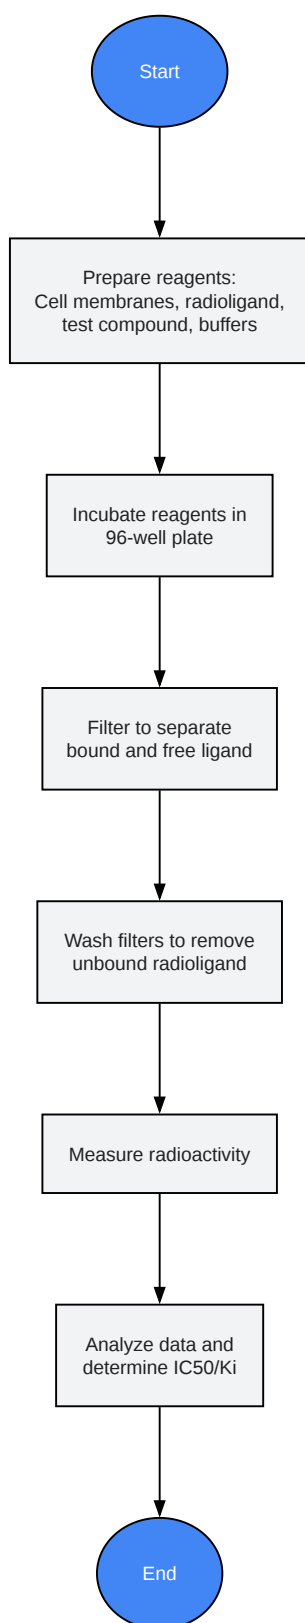 Start
Prepare reagents:
Cell membranes, radioligand,
test compound, buffers
Incubate reagents in
96-well plate
Filter to separate
bound and free ligand
Wash filters to remove
unbound radioligand
Measure radioactivity
Analyze data and
determine IC50/Ki
End